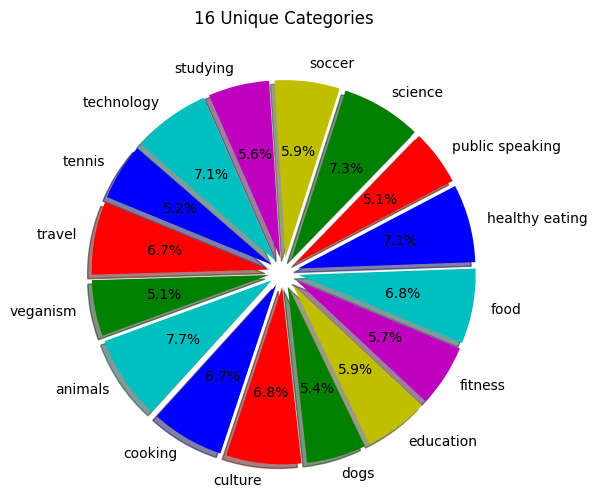 16 Unique Categories
soccer
5.9%
studying
5.6%
technology
7.1%
tennis
5.2%
travel
6.7%
veganism
5.1%
animals
7.7%
cooking
6.7%
culture
6.8%
dogs
5.4%
education
5.9%
fitness
5.7%
food
6.8%
healthy eating
7.1%
public speaking
5.1%
science
7.3%